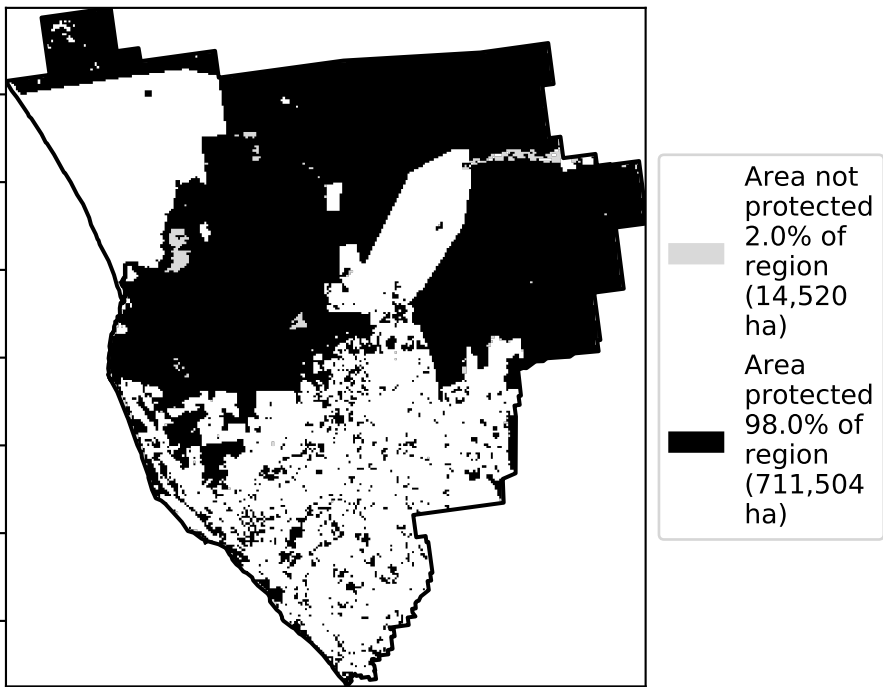 Area not
protected
2.0% of
region
(14,520
ha)
Area
protected
98.0% of
region
(711,504
ha)